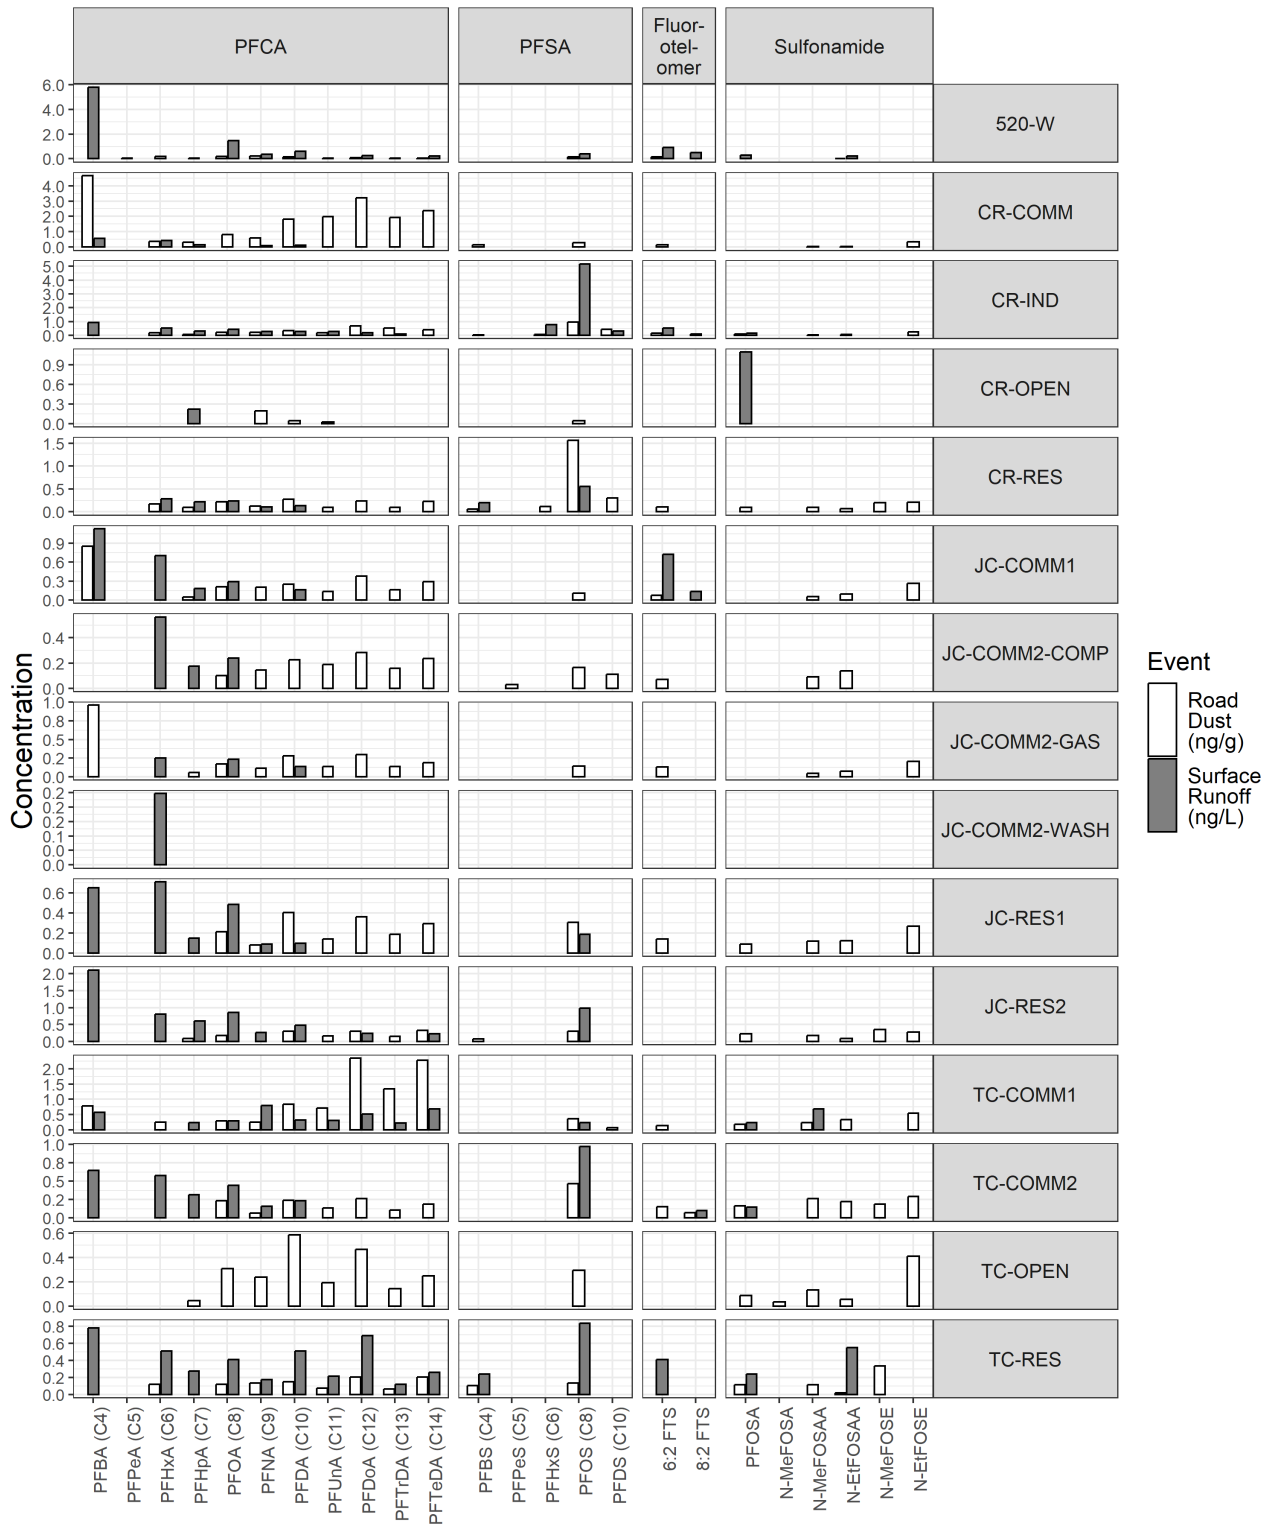 PFCA
PFSA
Fluor-
otel-
omer
Sulfonamide
6.0
4.0
2.0
0.0
520-W
4.0
3.0
2.0
1.0
0.0
CR-COMM
5.0
4.0
3.0
2.0
1.0
0.0
CR-IND
0.9
0.6
0.3
0.0
CR-OPEN
1.5
1.0
0.5
0.0
CR-RES
0.9
0.6
0.3
0.0
JC-COMM1
0.4
0.2
0.0
JC-COMM2-COMP
1.0
0.8
0.5
0.2
0.0
JC-COMM2-GAS
0.2
0.2
0.1
0.1
0.0
0.0
JC-COMM2-WASH
0.6
0.4
0.2
0.0
JC-RES1
2.0
1.5
1.0
0.5
0.0
JC-RES2
2.0
1.5
1.0
0.5
0.0
TC-COMM1
1.0
0.8
0.5
0.2
0.0
TC-COMM2
0.6
0.4
0.2
0.0
TC-OPEN
0.8
0.6
0.4
0.2
0.0
TC-RES
Concentration
PFBA (C4)
PFPeA (C5)
PFHxA (C6)
PFHpA (C7)
PFOA (C8)
PFNA (C9)
PFDA (C10)
PFUnA (C11)
PFDoA (C12)
PFTrDA (C13)
PFTeDA (C14)
PFBS (C4)
PFPeS (C5)
PFHxS (C6)
PFOS (C8)
PFDS (C10)
6:2 FTS
8:2 FTS
PFOSA
N-MeFOSA
N-MeFOSAA
N-EtFOSAA
N-MeFOSE
N-EtFOSE
Event
Road
Dust
(ng/g)
Surface
Runoff
(ng/L)